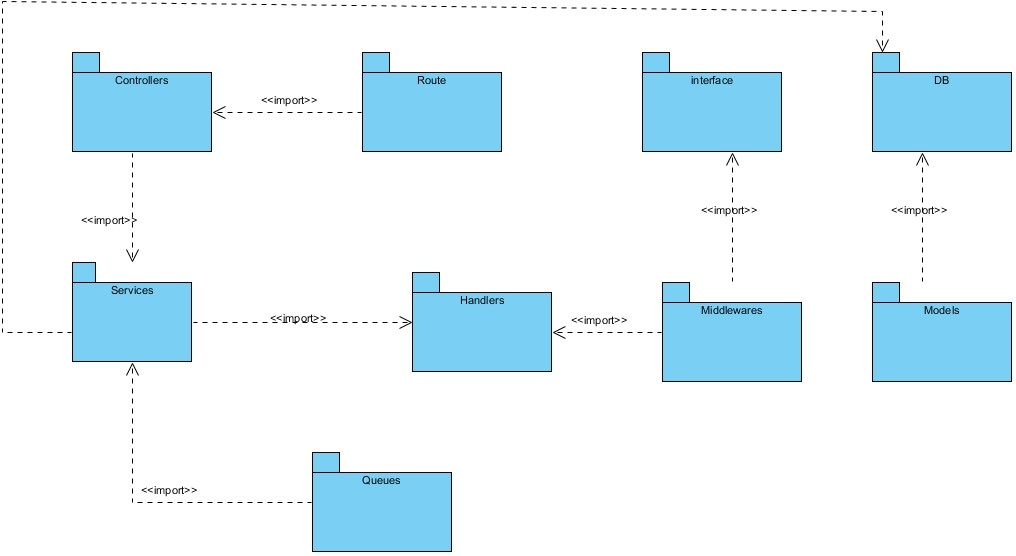 Controllers
Route
interface
DB
<<import>>
<<import>>
<<import>>
<<import>>
Services
Handlers
Middlewares
Models
<<import>>
<<import>>
Queues
<<import>>